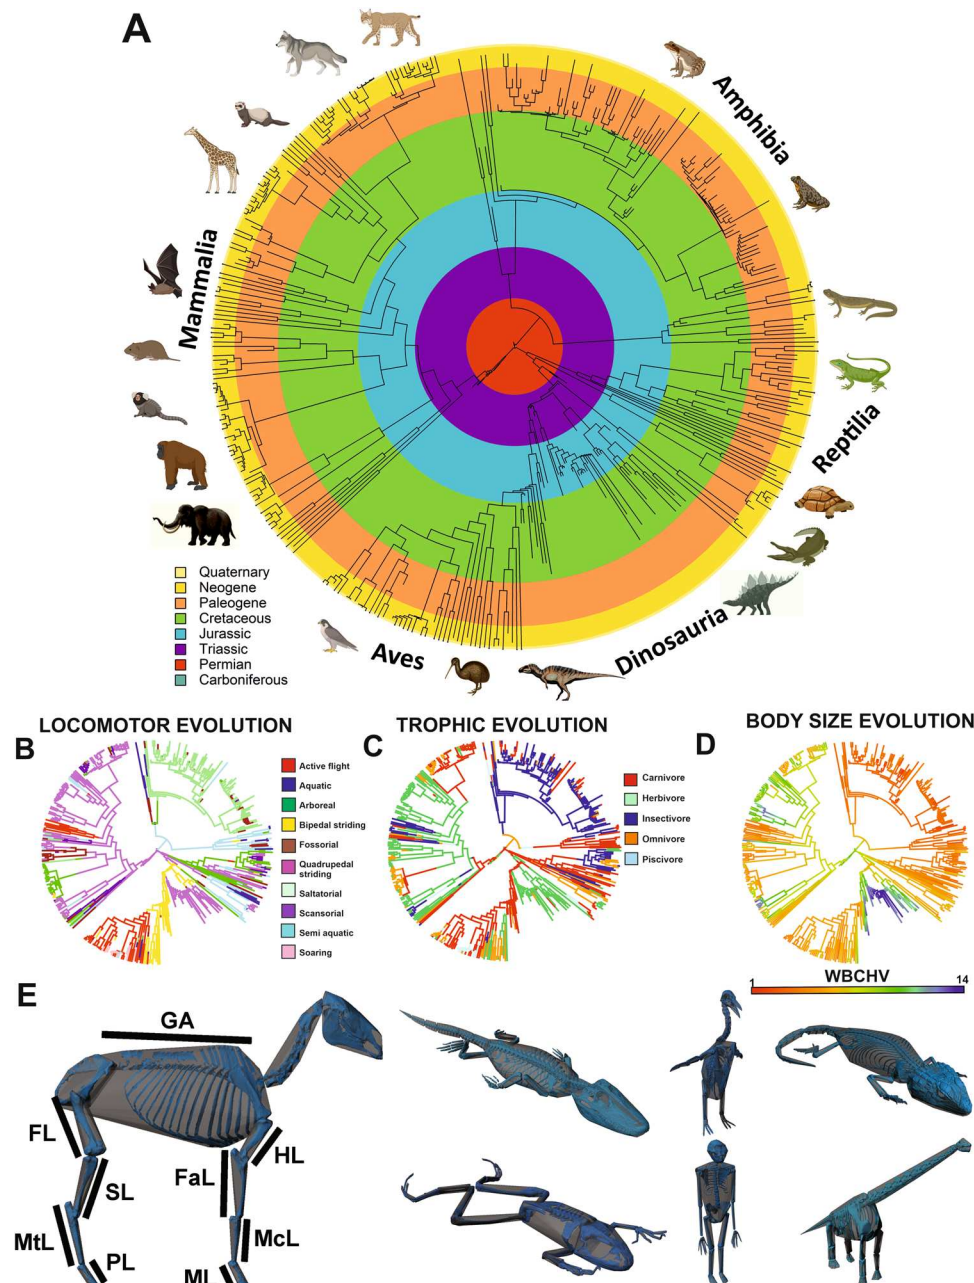 A
Amphibia
Mammalia
Reptilia
Dinosauria
Aves
Quaternary
Neogene
Paleogene
Cretaceous
Jurassic
Triassic
Permian
Carboniferous
LOCOMOTOR EVOLUTION
TROPHIC EVOLUTION
BODY SIZE EVOLUTION
B
Active flight
Aquatic
Arboreal
Bipedal striding
Fossorial
Quadrupedal
striding
Saltatorial
Scansorial
Semi aquatic
Soaring
C
Carnivore
Herbivore
Insectivore
Omnivore
Piscivore
D
WBCHV
1
14
E
GA
FL
HL
FaL
SL
MtL
McL
PL
ML